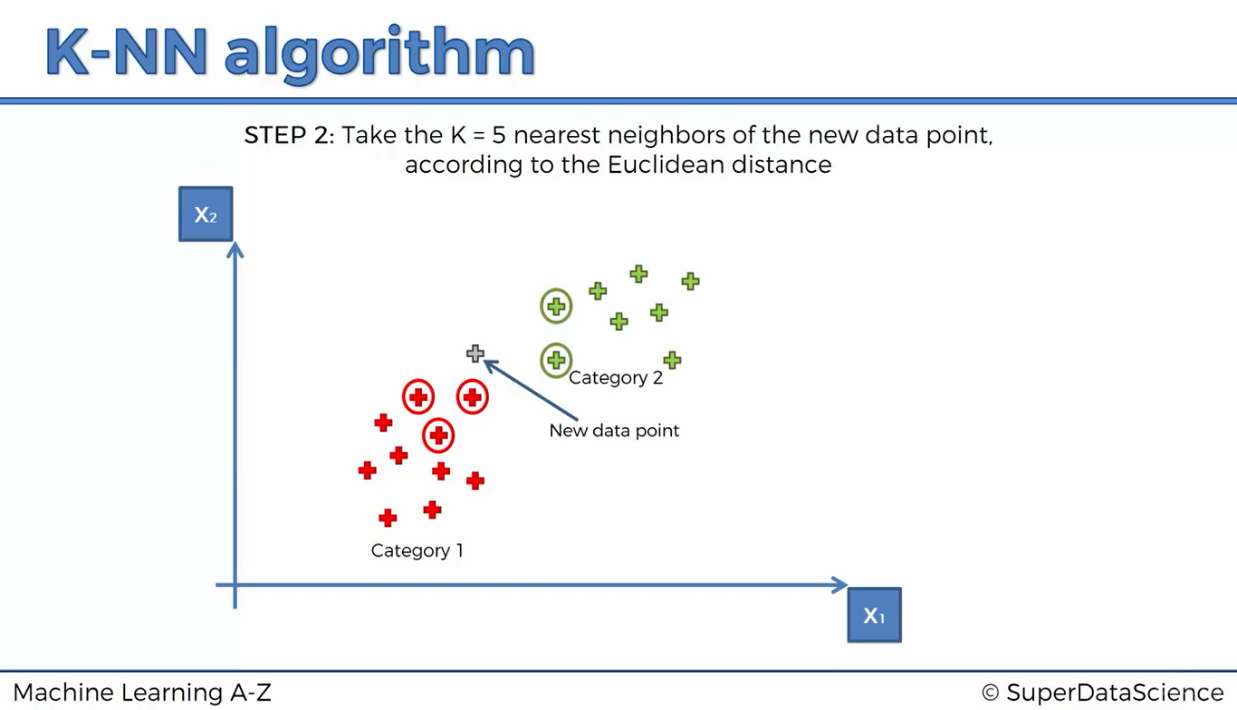 K-NN algorithm
STEP 2: Take the K = 5 nearest neighbors of the new data point,
according to the Euclidean distance
X₂
Category 2
New data point
Category 1
X₁
Machine Learning A-Z
© SuperDataScience